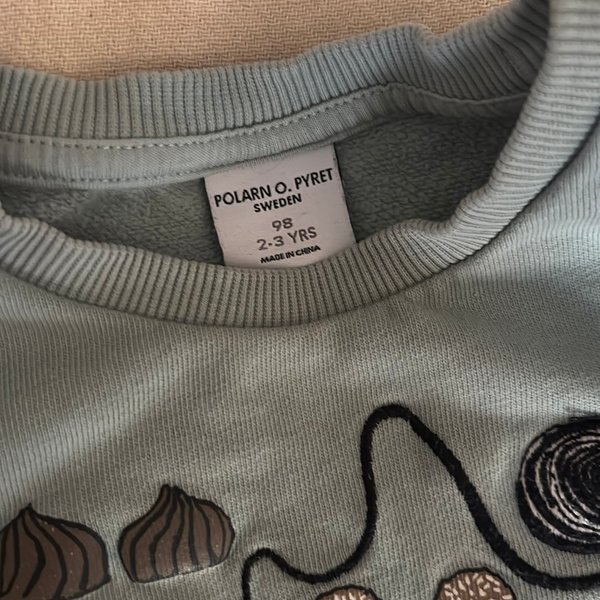 POLARN O. PYRET
SWEDEN
98
2-3 YRS
MADE IN CHINA